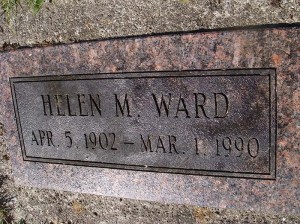 HELEN M. WARD
APR. 5, 1902 – MAR. 1, 1990